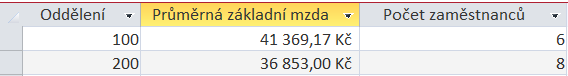 Oddělení Průměrná základní mzda Počet zaměstnanců
100 41 369,17 Kč 6
200 36 853,00 Kč 8